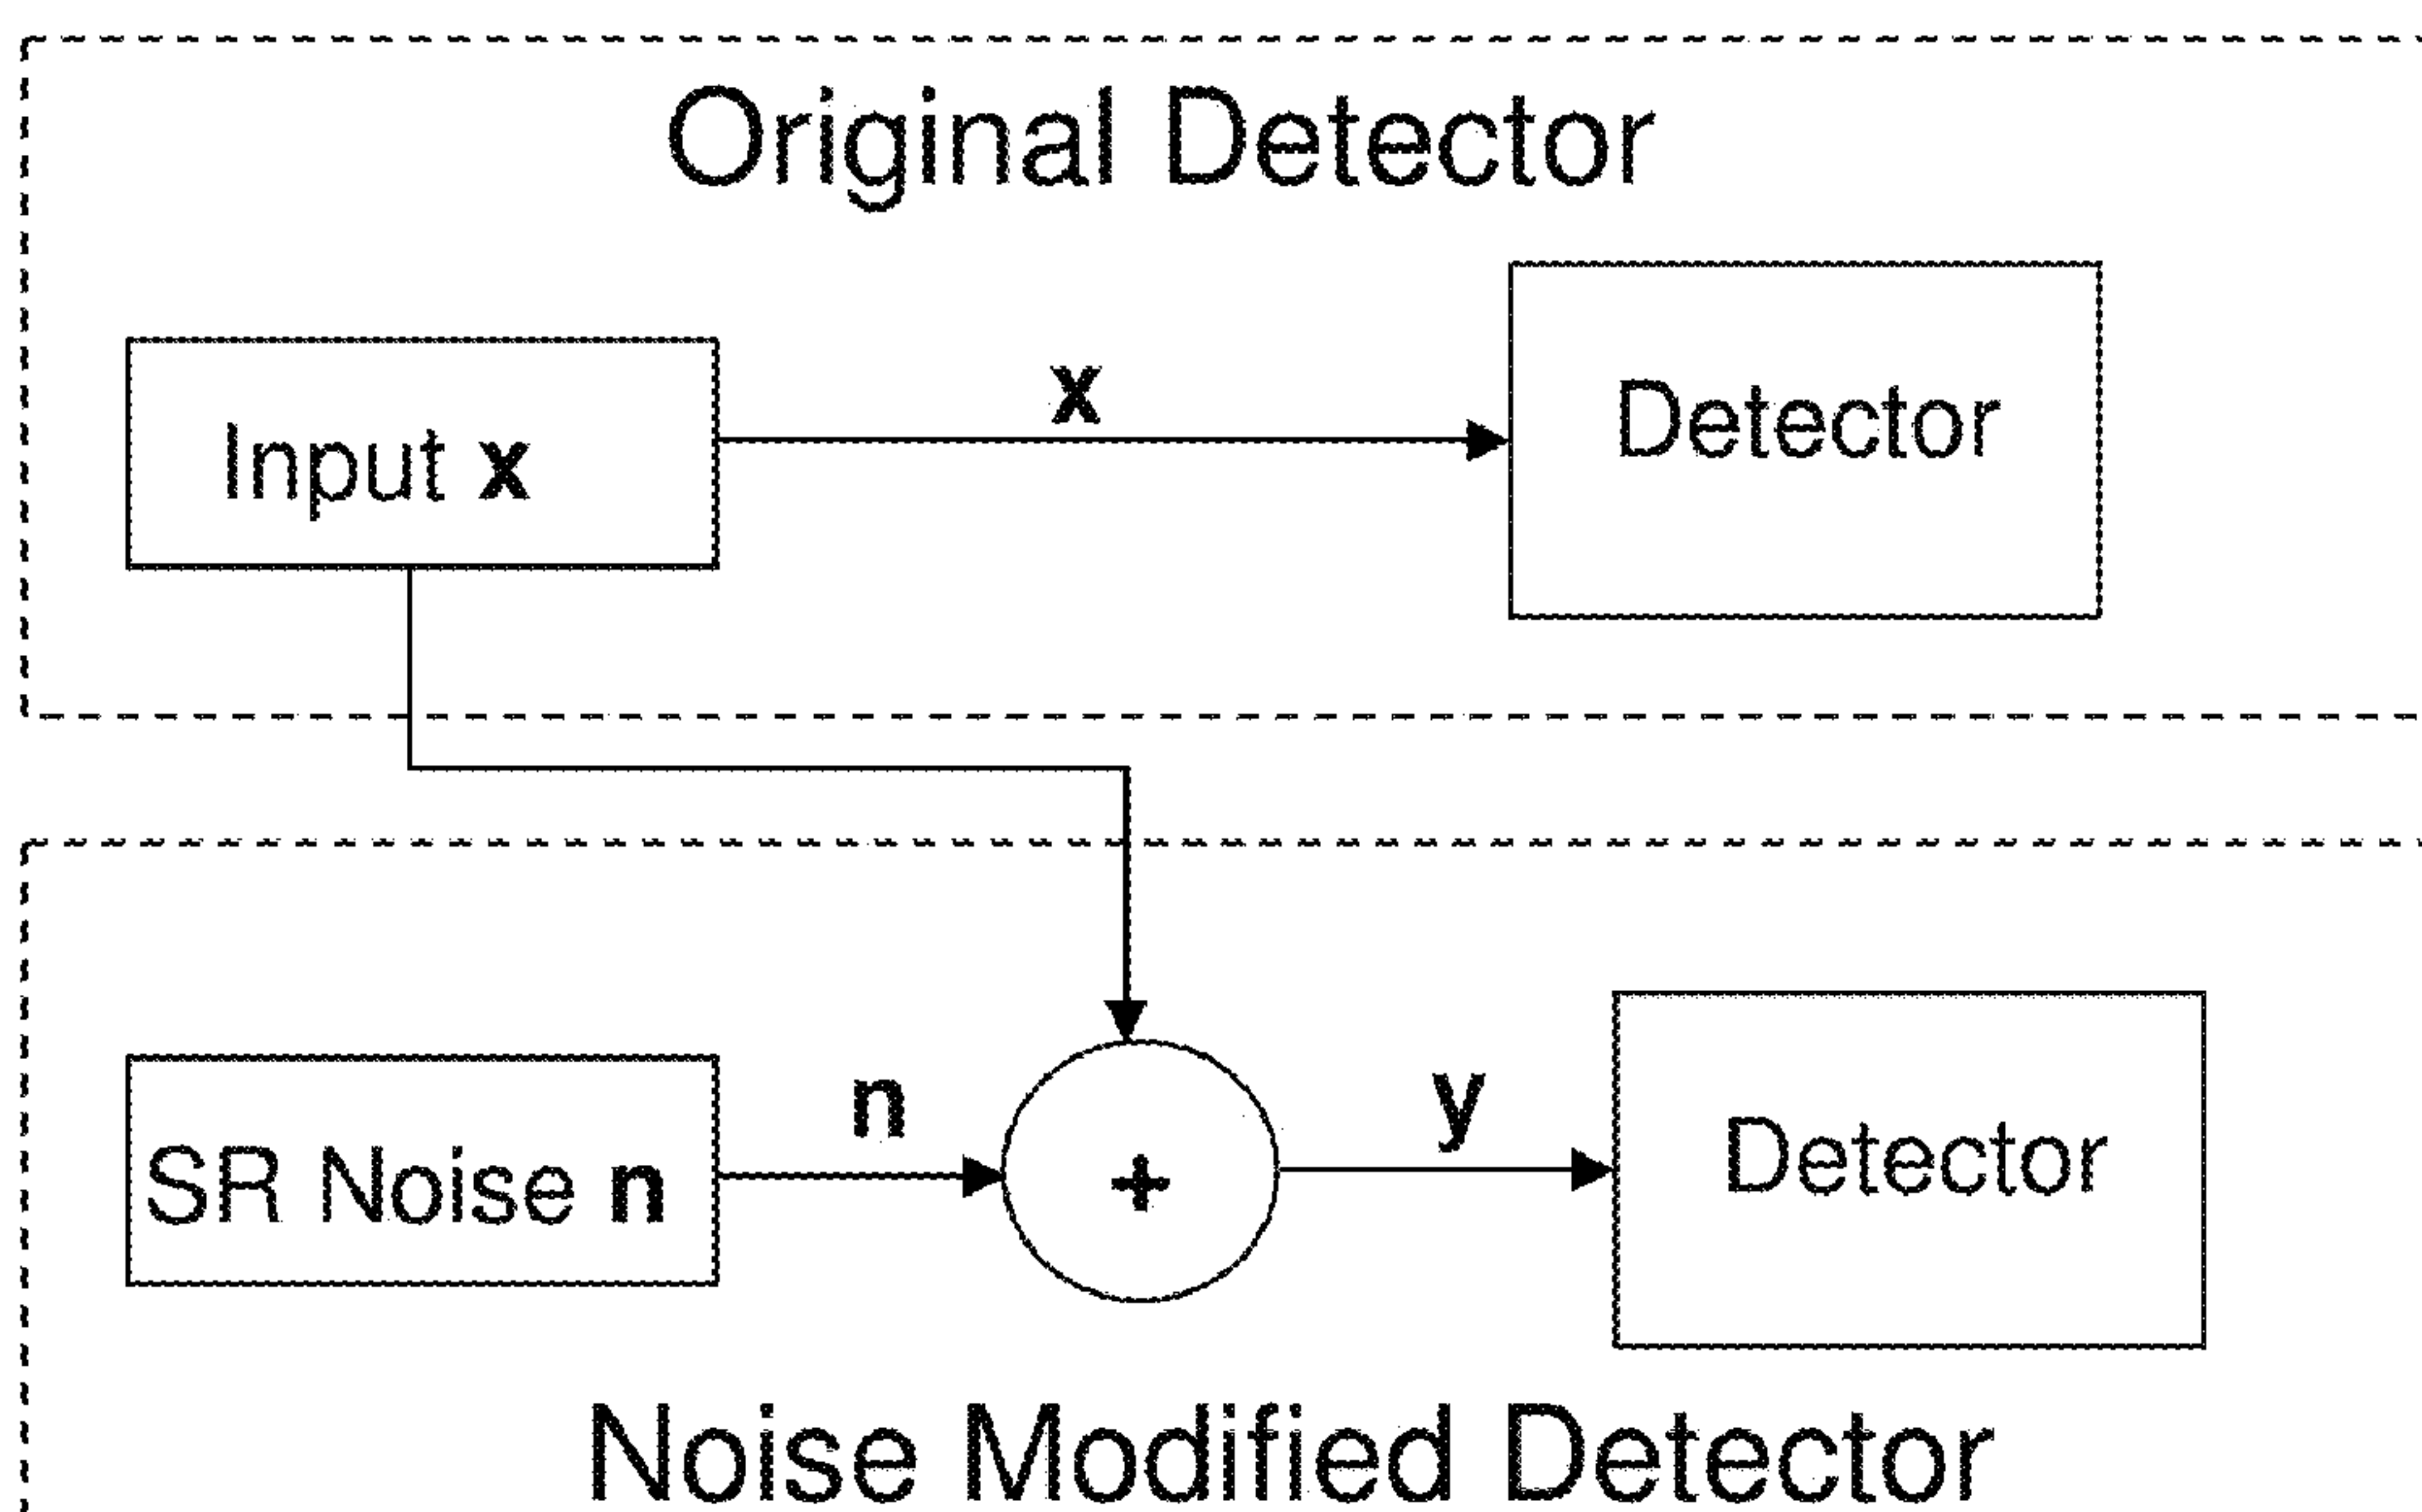 Original Detector
x
Input x
Detector
n
y
SR Noise n
+
Detector
Noise Modified Detector